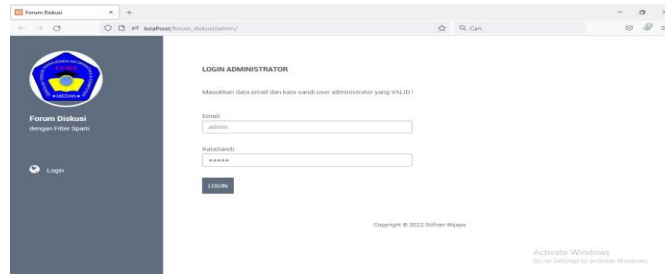 Forum Diskusi
localhost/forum_diskusi/admin/
Cari
MEDAN
Forum Diskusi
dengan Filter Spam
Login
LOGIN ADMINISTRATOR
Masukkan data email dan kata sandi user administrator yang VALID !
Email
admin
KataSandi
*****
LOGIN
Copyright © 2022 Stefvan Wijaya
Activate Windows
Go to Settings to activate Windows.